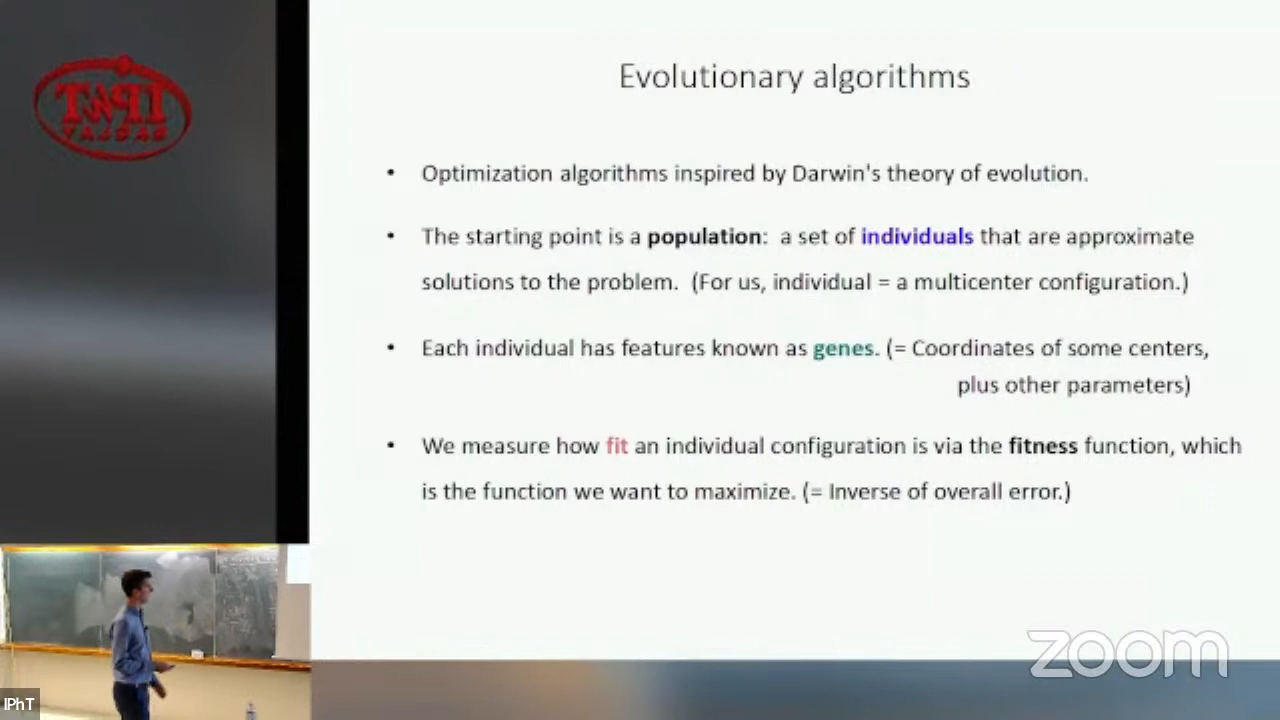 Evolutionary algorithms
• Optimization algorithms inspired by Darwin's theory of evolution.
• The starting point is a population: a set of individuals that are approximate
solutions to the problem. (For us, individual = a multicenter configuration.)
• Each individual has features known as genes. (= Coordinates of some centers,
plus other parameters)
• We measure how fit an individual configuration is via the fitness function, which
is the function we want to maximize. (= Inverse of overall error.)
zoom
IPhT